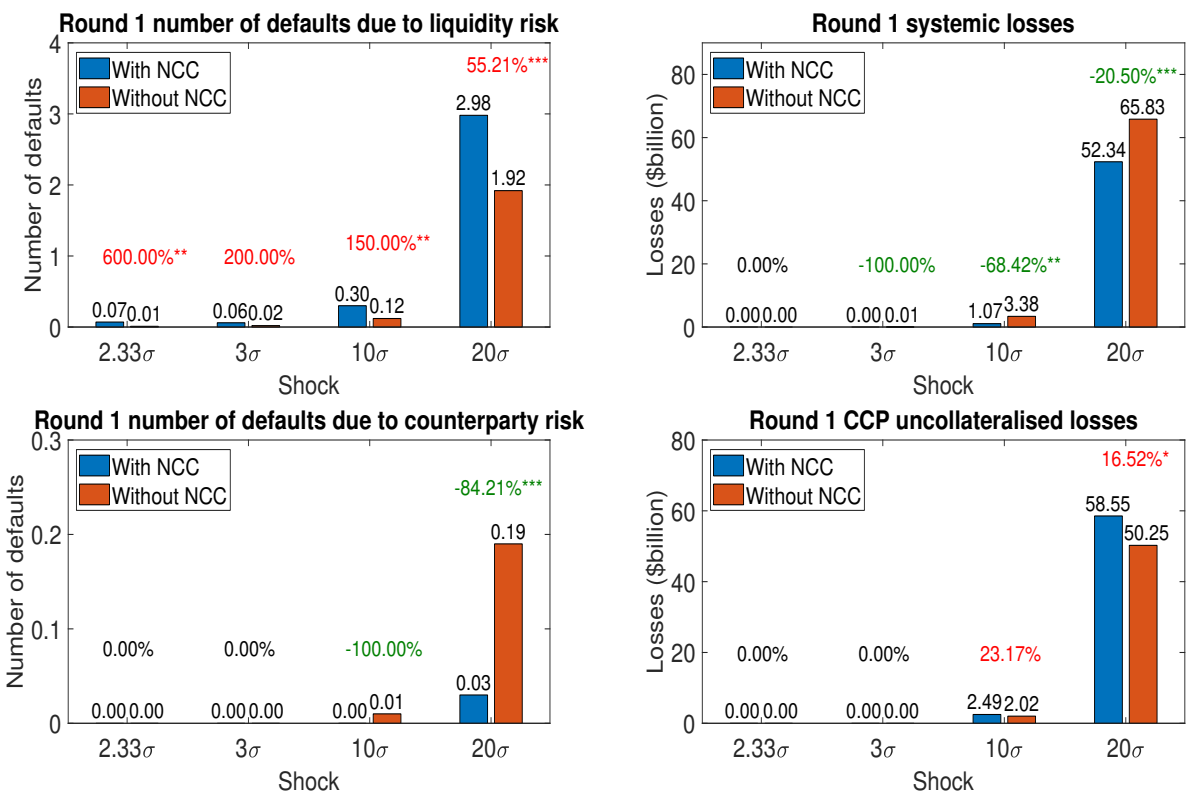 Round 1 number of defaults due to liquidity risk
With NCC
Without NCC
Number of defaults
4
3
2
1
0
600.00%**
200.00%
150.00%**
55.21%***
0.07 0.01
0.06 0.02
0.30 0.12
2.98 1.92
2.33σ 3σ 10σ 20σ
Shock
Round 1 systemic losses
With NCC
Without NCC
Losses ($billion)
80
60
40
20
0
0.00%
-100.00%
-68.42%**
-20.50%***
0.00 0.00
0.00 0.01
1.07 3.38
52.34 65.83
2.33σ 3σ 10σ 20σ
Shock
Round 1 number of defaults due to counterparty risk
With NCC
Without NCC
Number of defaults
0.3
0.2
0.1
0
0.00%
0.00%
-100.00%
-84.21%***
0.00 0.00
0.00 0.00
0.00 0.01
0.03 0.19
2.33σ 3σ 10σ 20σ
Shock
Round 1 CCP uncollateralised losses
With NCC
Without NCC
Losses ($billion)
80
60
40
20
0
0.00%
0.00%
23.17%
16.52%*
0.00 0.00
0.00 0.00
2.49 2.02
58.55 50.25
2.33σ 3σ 10σ 20σ
Shock